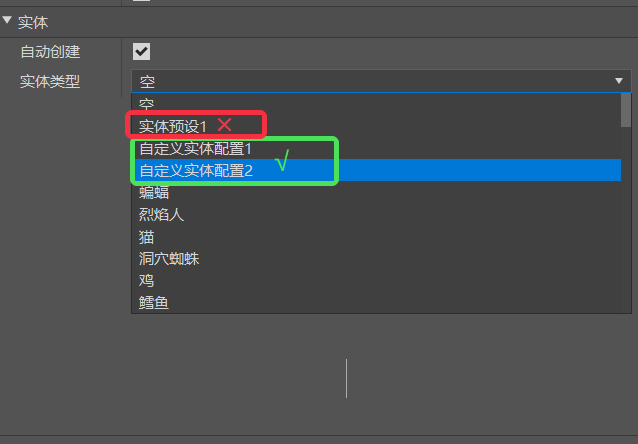 实体
自动创建
实体类型 空
空
实体预设1
自定义实体配置1
自定义实体配置2
蝙蝠
烈焰人
猫
洞穴蜘蛛
鸡
鳕鱼